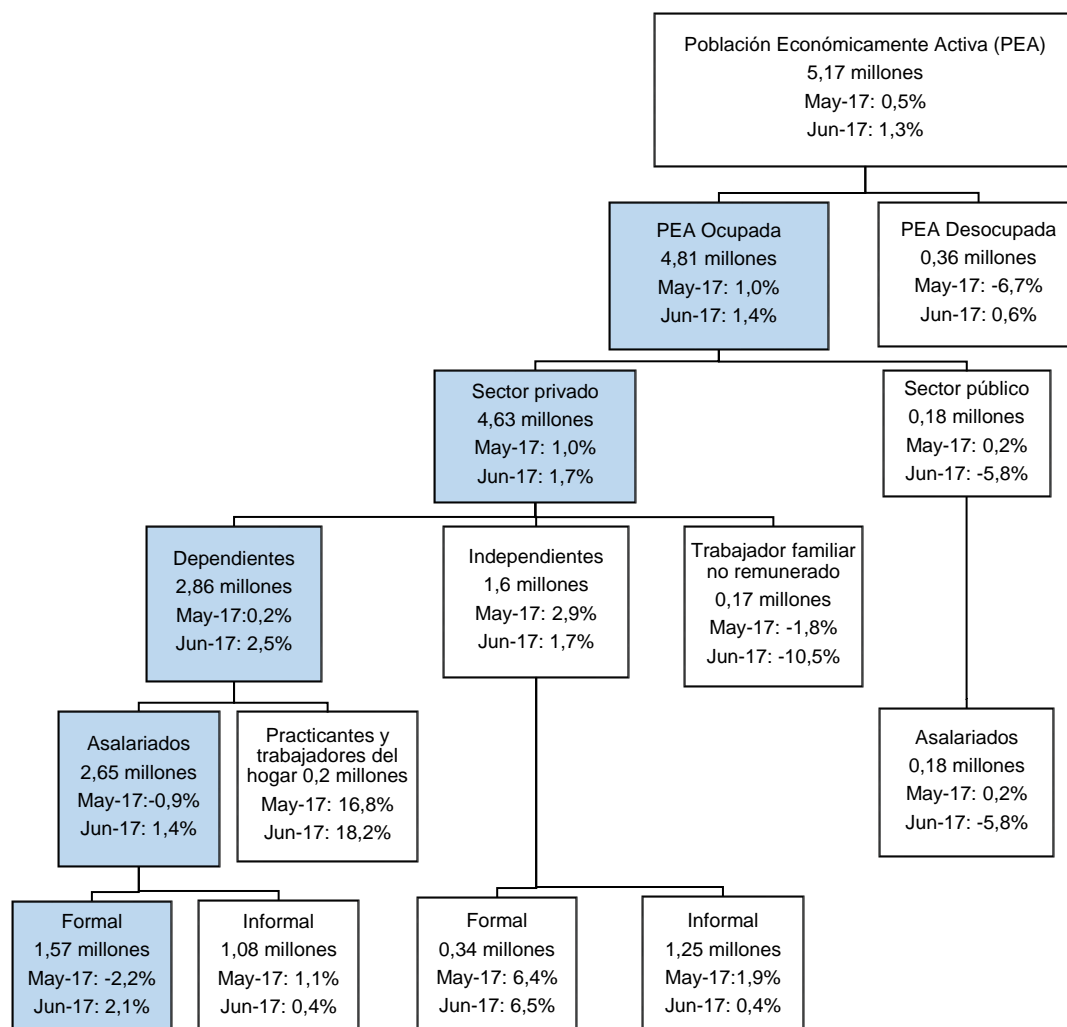 Población Económicamente Activa (PEA)
5,17 millones
May-17: 0,5%
Jun-17: 1,3%
PEA Ocupada
4,81 millones
May-17: 1,0%
Jun-17: 1,4%
PEA Desocupada
0,36 millones
May-17: -6,7%
Jun-17: 0,6%
Sector privado
4,63 millones
May-17: 1,0%
Jun-17: 1,7%
Sector público
0,18 millones
May-17: 0,2%
Jun-17: -5,8%
Dependientes
2,86 millones
May-17:0,2%
Jun-17: 2,5%
Independientes
1,6 millones
May-17: 2,9%
Jun-17: 1,7%
Trabajador familiar
no remunerado
0,17 millones
May-17: -1,8%
Jun-17: -10,5%
Asalariados
2,65 millones
May-17:-0,9%
Jun-17: 1,4%
Practicantes y
trabajadores del
hogar 0,2 millones
May-17: 16,8%
Jun-17: 18,2%
Asalariados
0,18 millones
May-17: 0,2%
Jun-17: -5,8%
Formal
1,57 millones
May-17: -2,2%
Jun-17: 2,1%
Informal
1,08 millones
May-17: 1,1%
Jun-17: 0,4%
Formal
0,34 millones
May-17: 6,4%
Jun-17: 6,5%
Informal
1,25 millones
May-17:1,9%
Jun-17: 0,4%